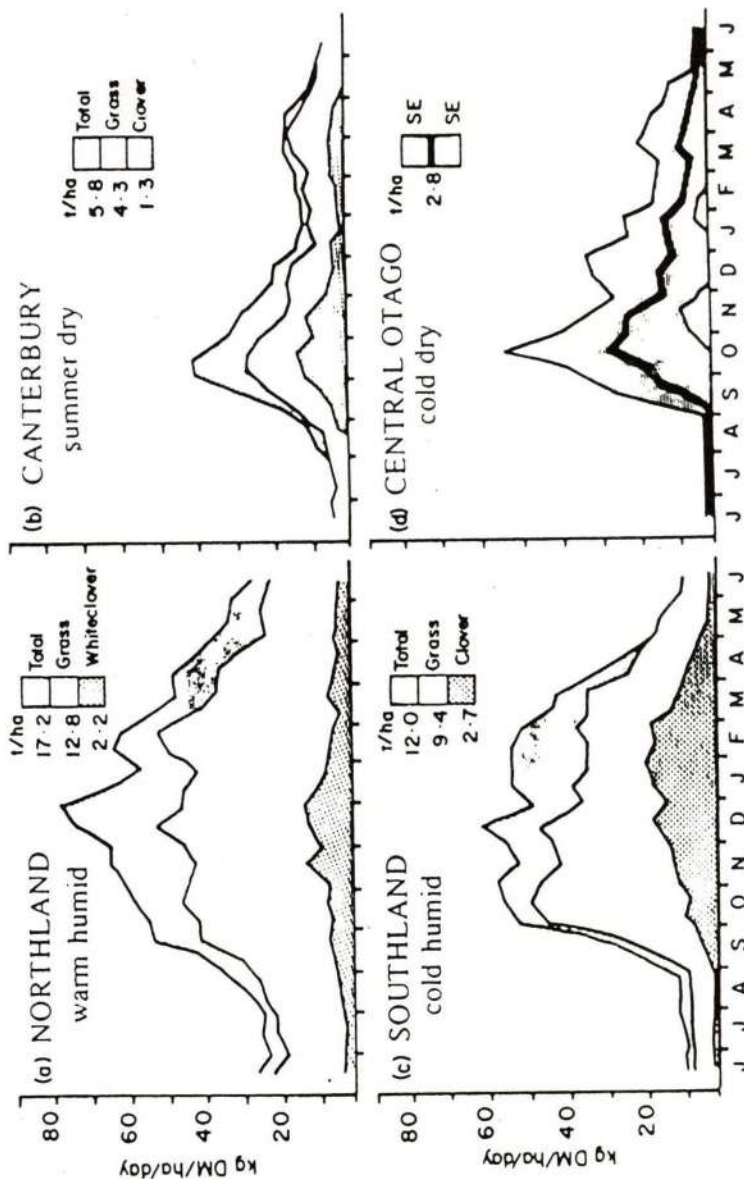 (a) NORTHLAND
warm humid
t/ha
17·2 Total
12·8 Grass
2·2 Whiteclover
80
60
40
20
kg DM/ha/day
(b) CANTERBURY
summer dry
t/ha
5·8 Total
4·3 Grass
1·3 Clover
(c) SOUTHLAND
cold humid
t/ha
12·0 Total
9·4 Grass
2·7 Clover
80
60
40
20
kg DM/ha/day
J J A S O N D J F M A M J
(d) CENTRAL OTAGO
cold dry
t/ha
SE
2·8
SE
J J A S O N D J F M A M J